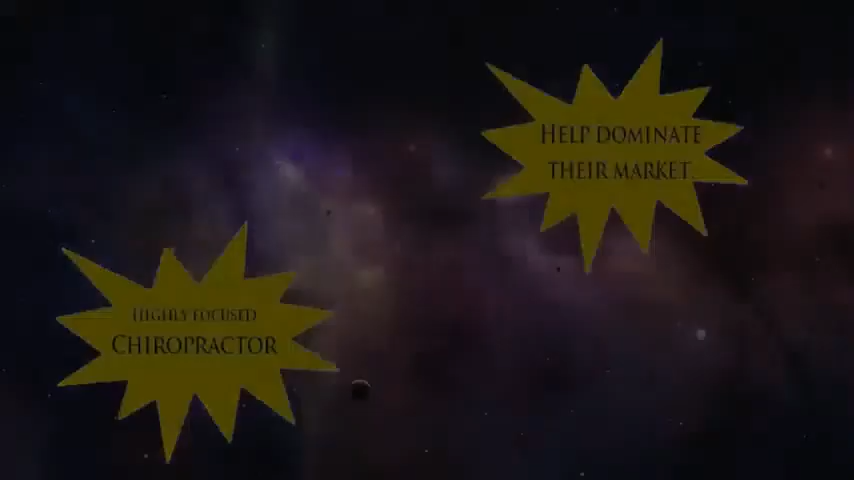 HELP DOMINATE
THEIR MARKET.
HIGHLY FOCUSED
CHIROPRACTOR